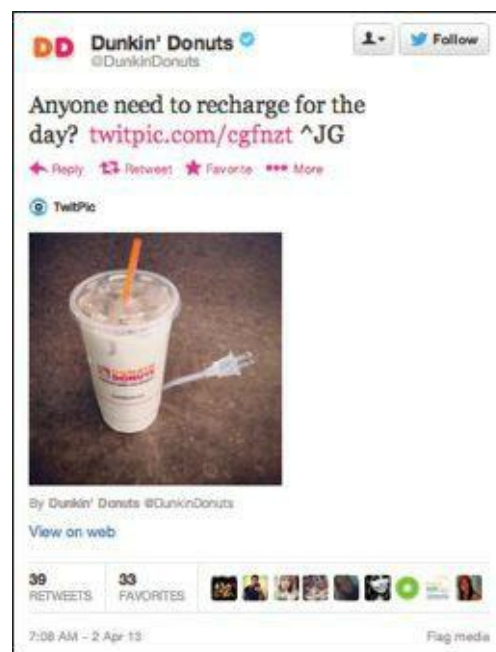 DD Dunkin' Donuts
@DunkinDonuts
Follow
Anyone need to recharge for the
day? twitpic.com/cgfnzt ^JG
Reply Retweet Favorite More
TwitPic
DONUTS
By Dunkin' Donuts @DunkinDonuts
View on web
39 33
RETWEETS FAVORITES
7:08 AM - 2 Apr 13 Flag media